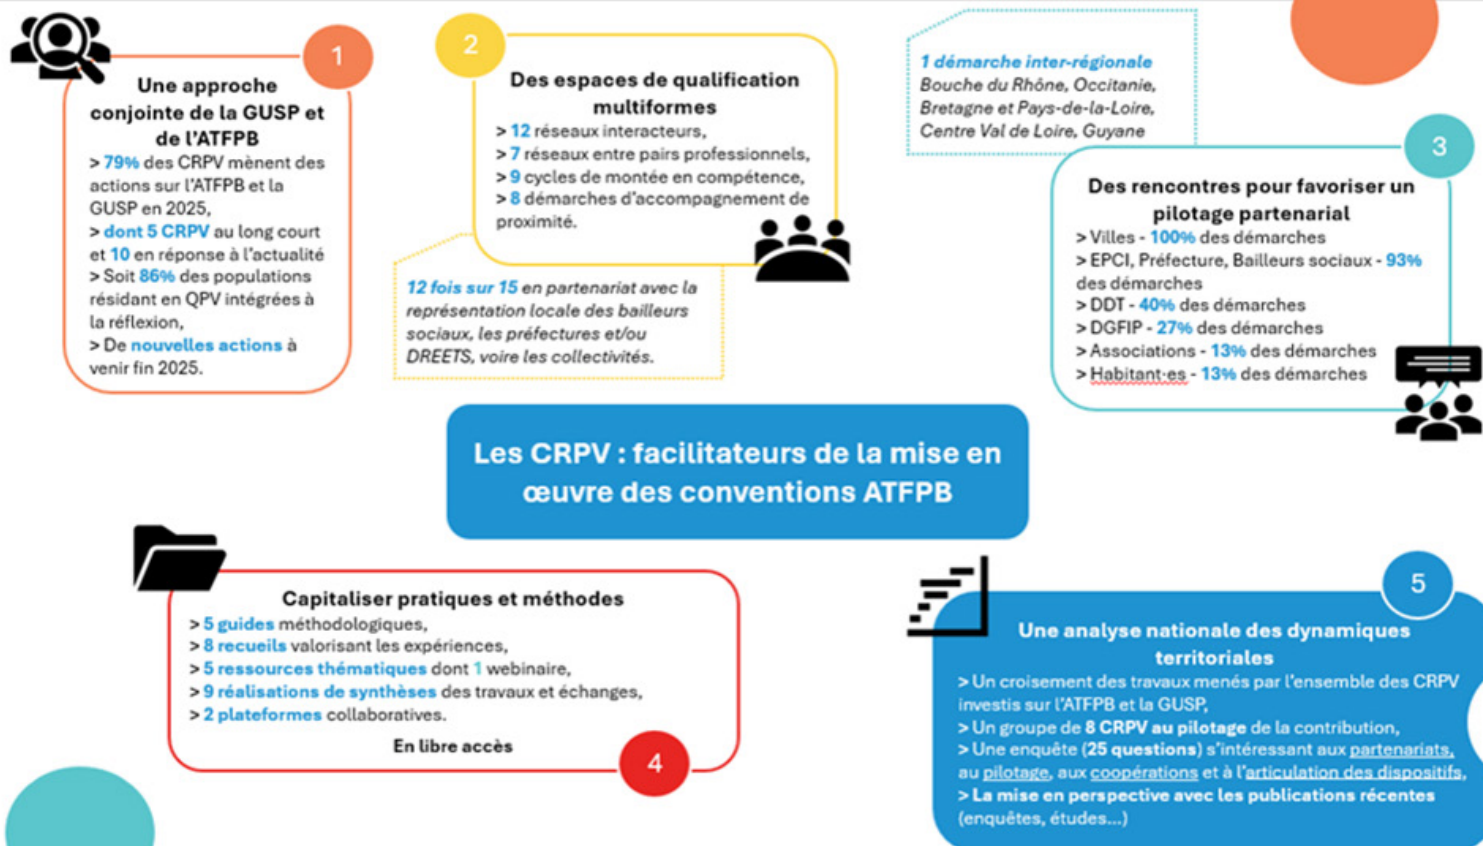 1
Une approche
conjointe de la GUSP et
de l'ATFPB
> 79% des CRPV mènent des
actions sur l'ATFPB et la
GUSP en 2025,
> dont 5 CRPV au long court
et 10 en réponse à l'actualité
> Soit 86% des populations
résidant en QPV intégrées à
la réflexion,
> De nouvelles actions à
venir fin 2025.
2
Des espaces de qualification
multiformes
> 12 réseaux interacteurs,
> 7 réseaux entre pairs professionnels,
> 9 cycles de montée en compétence,
> 8 démarches d'accompagnement de
proximité.
12 fois sur 15 en partenariat avec la
représentation locale des bailleurs
sociaux, les préfectures et/ou
DREETS, voire les collectivités.
1 démarche inter-régionale
Bouche du Rhône, Occitanie,
Bretagne et Pays-de-la-Loire,
Centre Val de Loire, Guyane
3
Des rencontres pour favoriser un
pilotage partenarial
> Villes - 100% des démarches
> EPCI, Préfecture, Bailleurs sociaux - 93%
des démarches
> DDT - 40% des démarches
> DGFIP - 27% des démarches
> Associations - 13% des démarches
> Habitant·es - 13% des démarches
Les CRPV : facilitateurs de la mise en
œuvre des conventions ATFPB
Capitaliser pratiques et méthodes
> 5 guides méthodologiques,
> 8 recueils valorisant les expériences,
> 5 ressources thématiques dont 1 webinaire,
> 9 réalisations de synthèses des travaux et échanges,
> 2 plateformes collaboratives.
En libre accès
4
5
Une analyse nationale des dynamiques
territoriales
> Un croisement des travaux menés par l'ensemble des CRPV
investis sur l'ATFPB et la GUSP,
> Un groupe de 8 CRPV au pilotage de la contribution,
> Une enquête (25 questions) s'intéressant aux partenariats,
au pilotage, aux coopérations et à l'articulation des dispositifs,
> La mise en perspective avec les publications récentes
(enquêtes, études...)